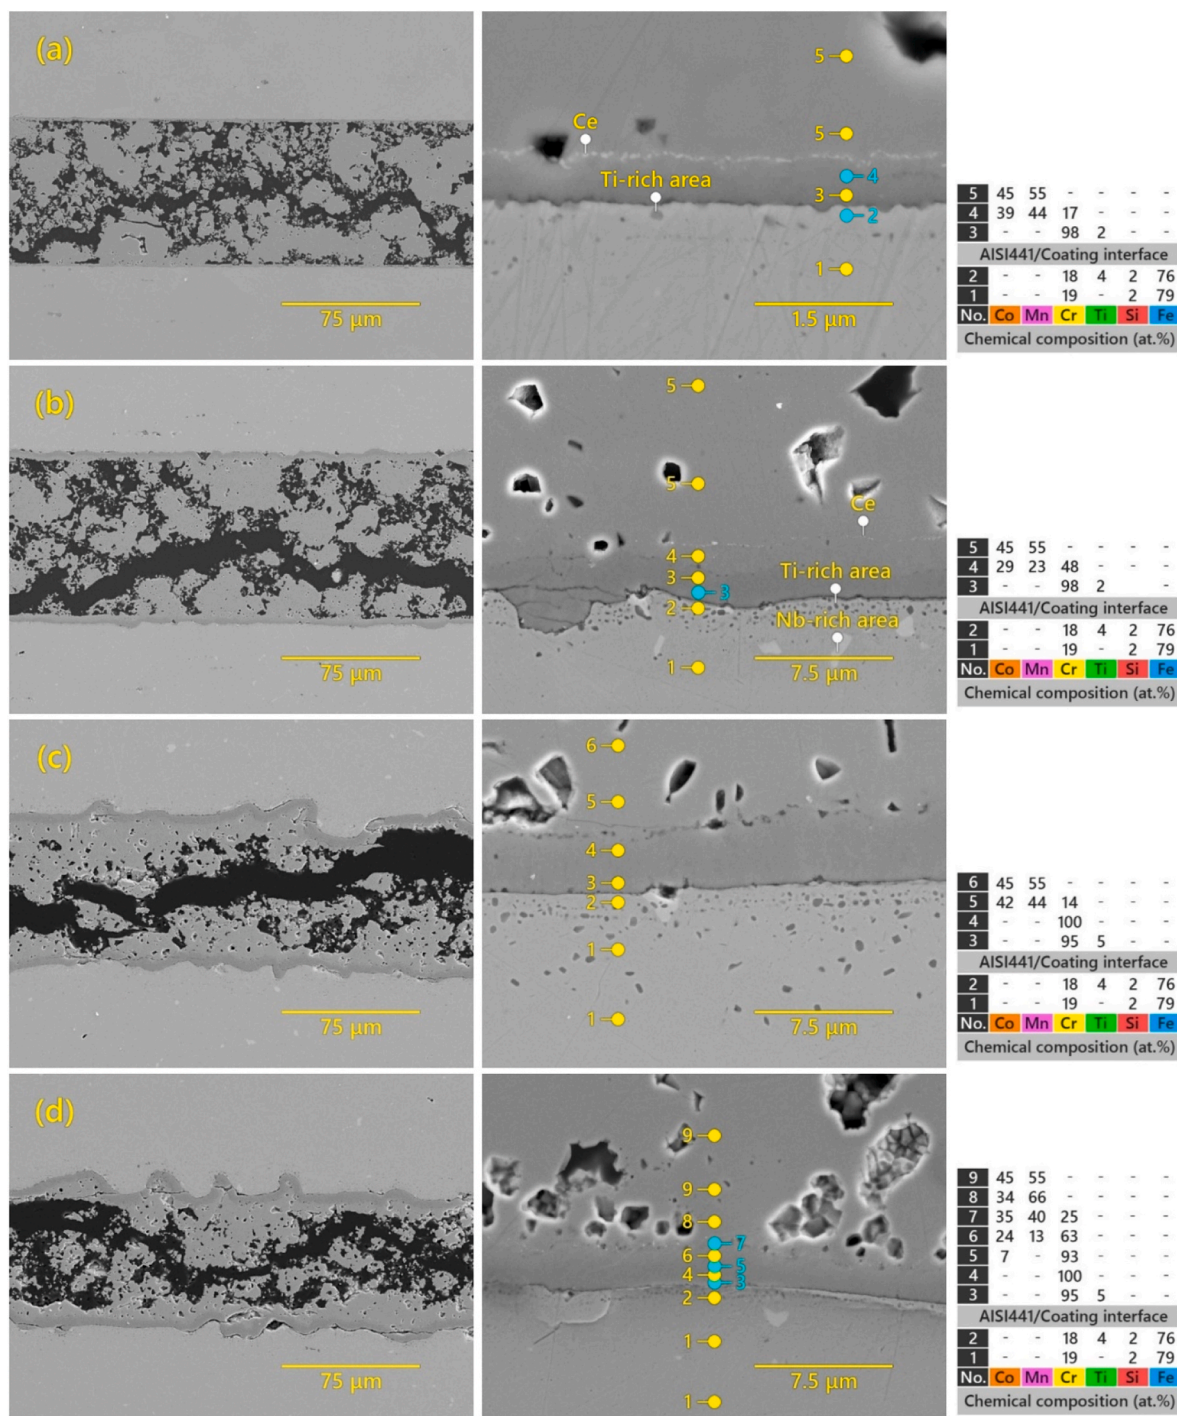 (a)
75 μm
5
5
Ce
4
Ti-rich area
3
2
1
1.5 μm
5 45 55 - - - -
4 39 44 17 - - -
3 - - 98 2 - -
AISI441/Coating interface
2 - - 18 4 2 76
1 - - 19 - 2 79
No. Co Mn Cr Ti Si Fe
Chemical composition (at.%)
(b)
75 μm
5
5
Ce
4
3
Ti-rich area
3
2
Nb-rich area
1
7.5 μm
5 45 55 - - - -
4 29 23 48 - - -
3 - - 98 2 - -
AISI441/Coating interface
2 - - 18 4 2 76
1 - - 19 - 2 79
No. Co Mn Cr Ti Si Fe
Chemical composition (at.%)
(c)
75 μm
6
5
4
3
2
1
1
7.5 μm
6 45 55 - - - -
5 42 44 14 - - -
4 - - 100 - - -
3 - - 95 5 - -
AISI441/Coating interface
2 - - 18 4 2 76
1 - - 19 - 2 79
No. Co Mn Cr Ti Si Fe
Chemical composition (at.%)
(d)
75 μm
9
9
8
7
6
5
4
3
2
1
1
7.5 μm
9 45 55 - - - -
8 34 66 - - - -
7 35 40 25 - - -
6 24 13 63 - - -
5 7 - 93 - - -
4 - - 100 - - -
3 - - 95 5 - -
AISI441/Coating interface
2 - - 18 4 2 76
1 - - 19 - 2 79
No. Co Mn Cr Ti Si Fe
Chemical composition (at.%)